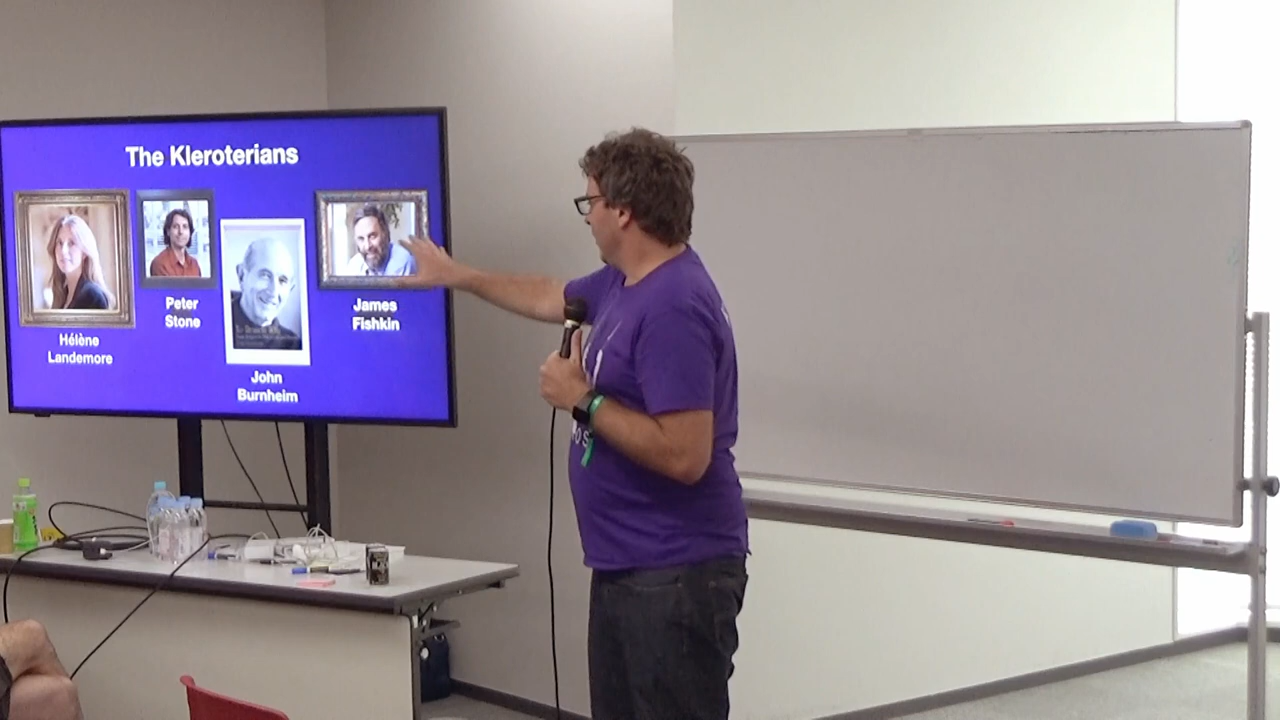 The Kleroterians
Hélène
Landemore
Peter
Stone
John
Burnheim
James
Fishkin